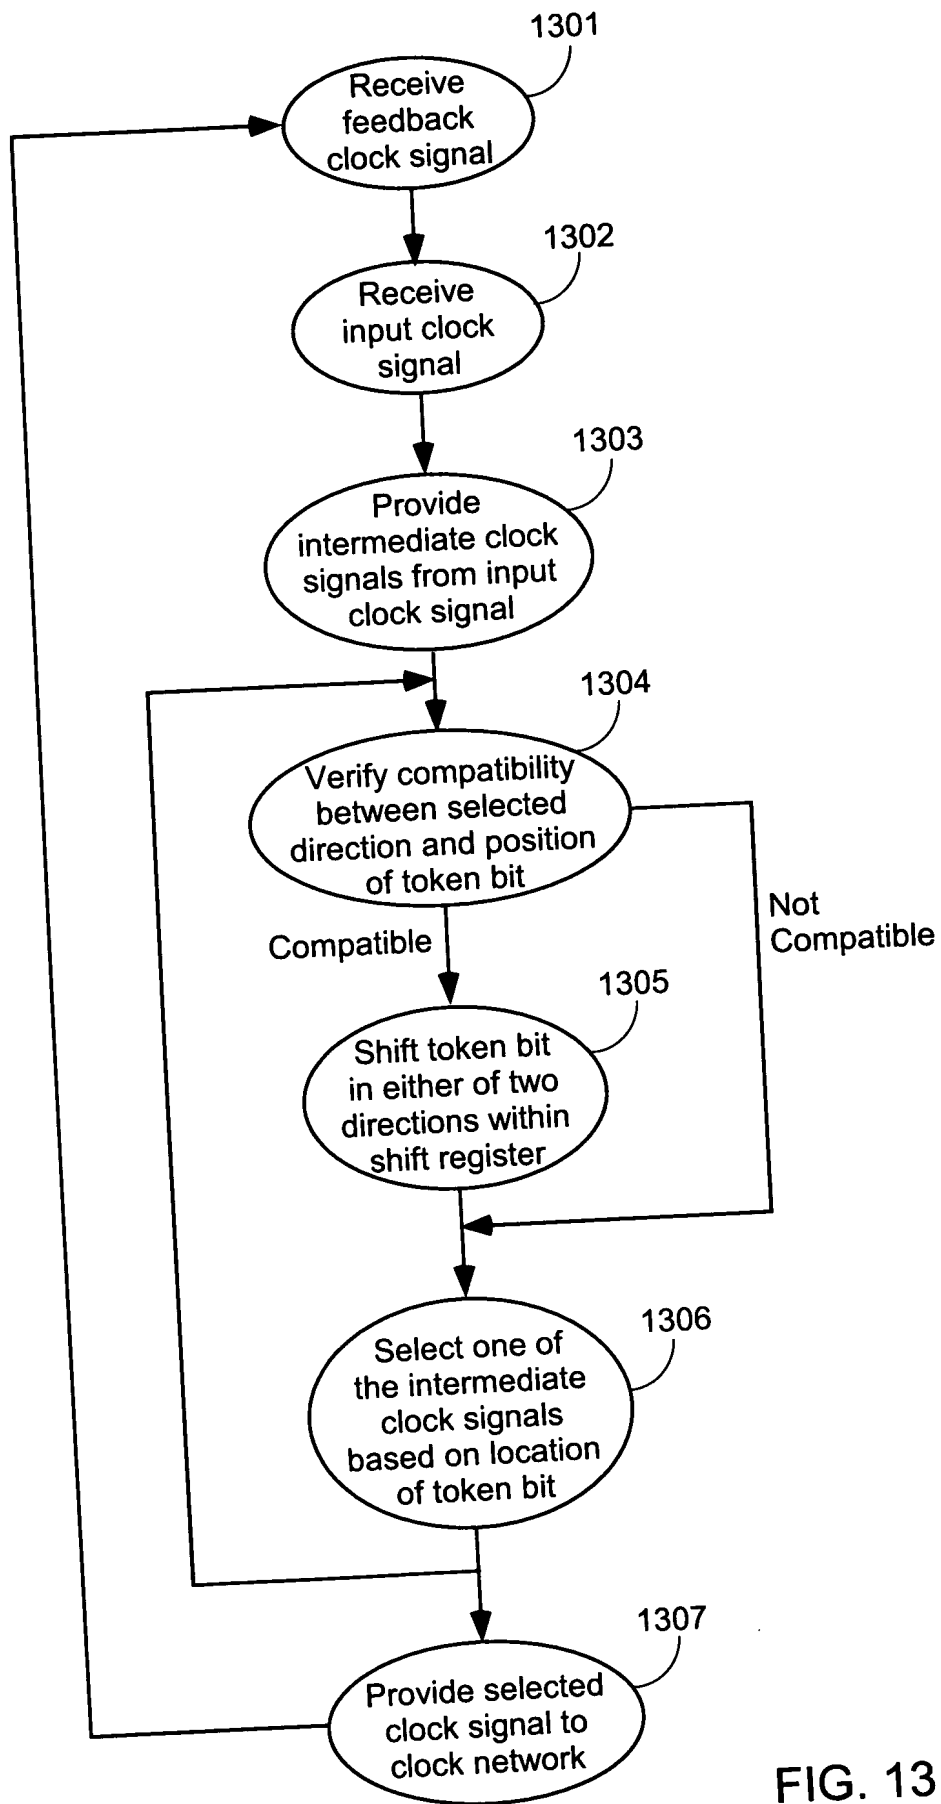 1301
Receive
feedback
clock signal
1302
Receive
input clock
signal
1303
Provide
intermediate clock
signals from input
clock signal
1304
Verify compatibility
between selected
direction and position
of token bit
Not
Compatible
Compatible
1305
Shift token bit
in either of two
directions within
shift register
1306
Select one of
the intermediate
clock signals
based on location
of token bit
1307
Provide selected
clock signal to
clock network
FIG. 13